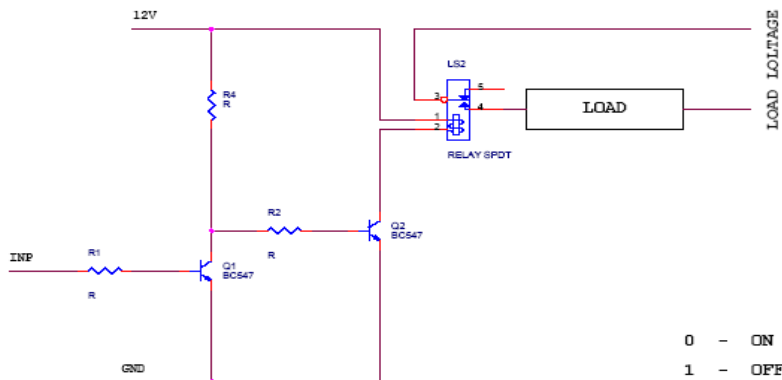 12V
LOAD LOLTAGE
LS2
5
3
4
LOAD
1
2
RELAY SPDT
R4
R
R2
R
Q2
BC547
INP
R1
R
Q1
BC547
GND
0 - ON
1 - OFF